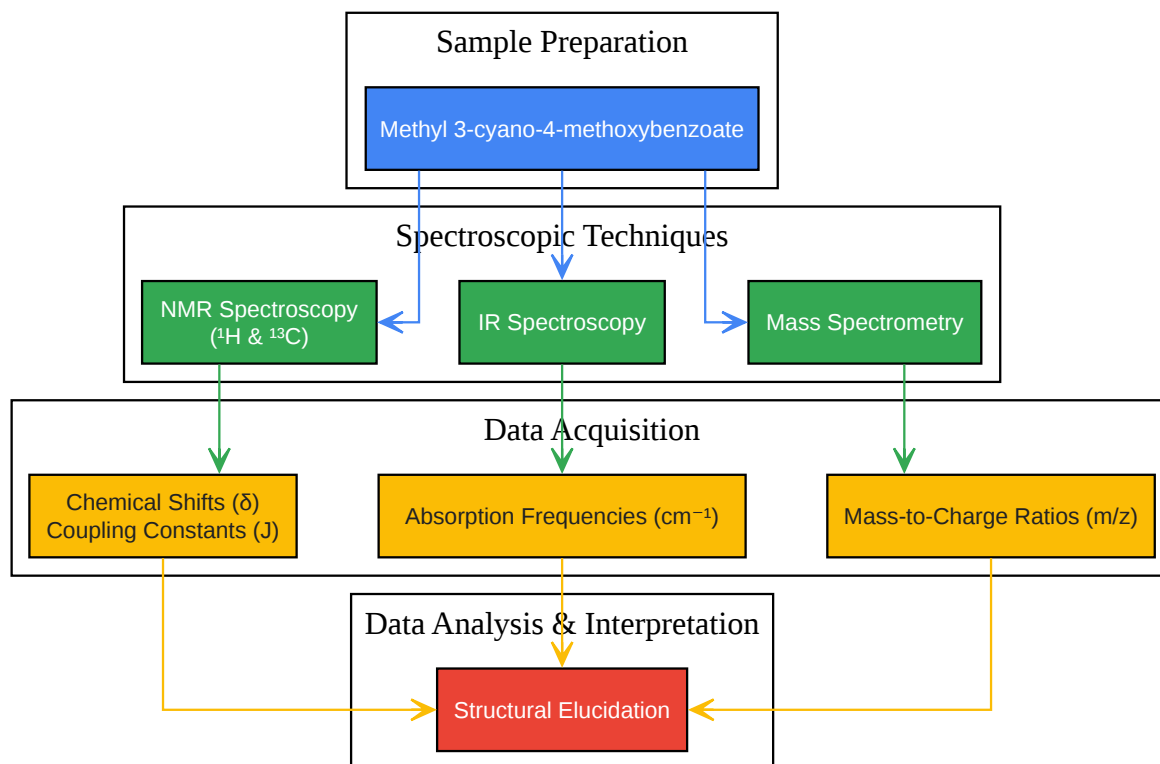 Sample Preparation
Methyl 3-cyano-4-methoxybenzoate
Spectroscopic Techniques
NMR Spectroscopy
(¹H & ¹³C)
IR Spectroscopy
Mass Spectrometry
Data Acquisition
Chemical Shifts (δ)
Coupling Constants (J)
Absorption Frequencies (cm⁻¹)
Mass-to-Charge Ratios (m/z)
Data Analysis & Interpretation
Structural Elucidation